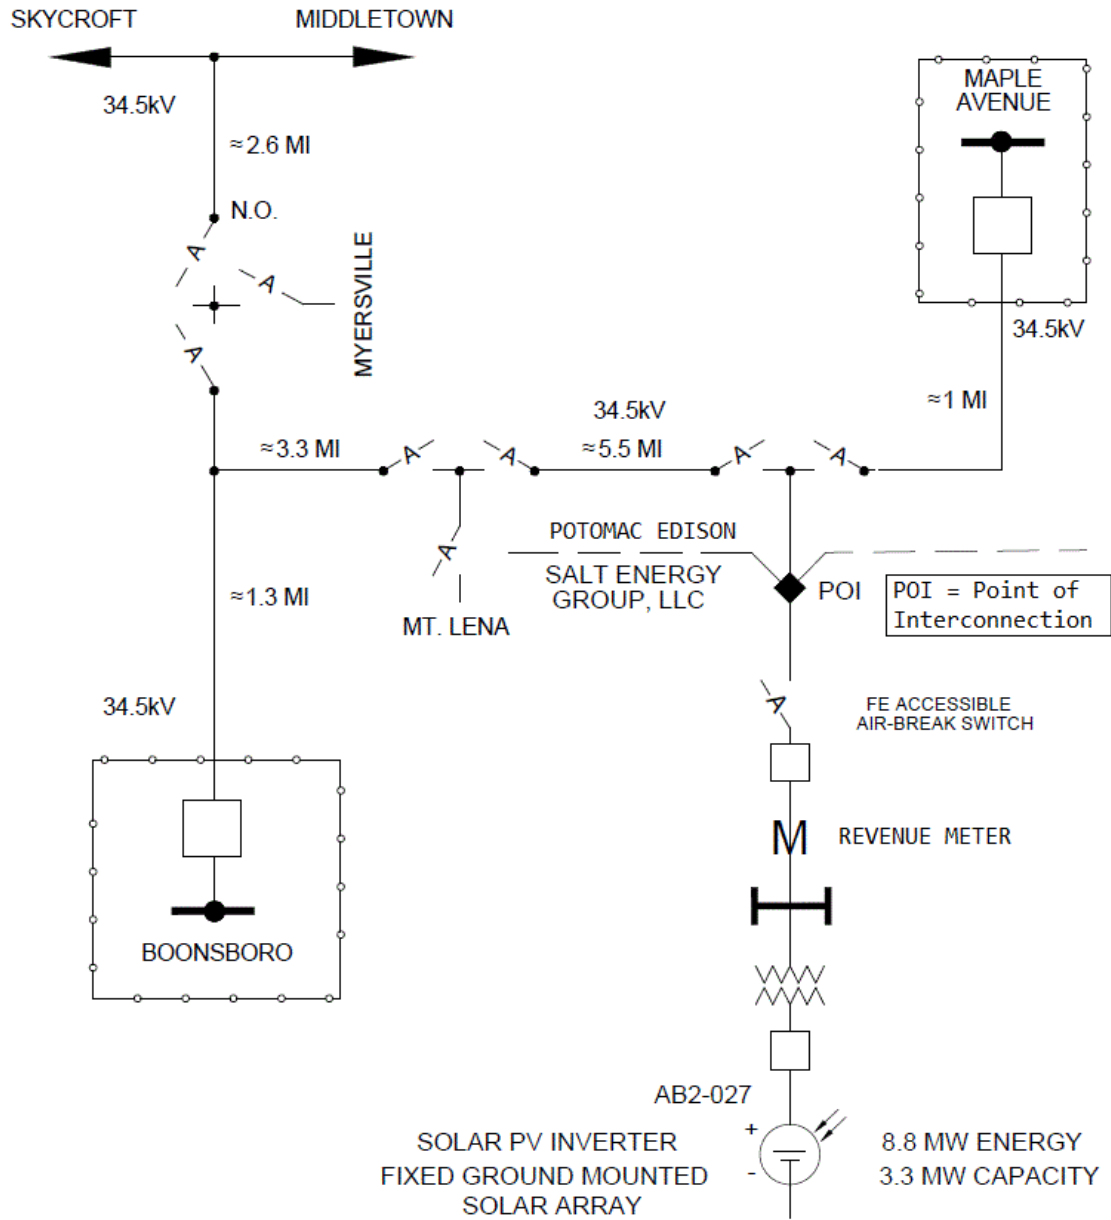 SKYCROFT
MIDDLETOWN
34.5kV
≈2.6 MI
N.O.
A
A
A
MYERSVILLE
MAPLE
AVENUE
34.5kV
≈1 MI
34.5kV
≈3.3 MI
A
A
≈5.5 MI
A
A
A
MT. LENA
POTOMAC EDISON
SALT ENERGY
GROUP, LLC
POI
POI = Point of
Interconnection
≈1.3 MI
34.5kV
BOONSBORO
A
FE ACCESSIBLE
AIR-BREAK SWITCH
M
REVENUE METER
AB2-027
+
-
SOLAR PV INVERTER
FIXED GROUND MOUNTED
SOLAR ARRAY
8.8 MW ENERGY
3.3 MW CAPACITY